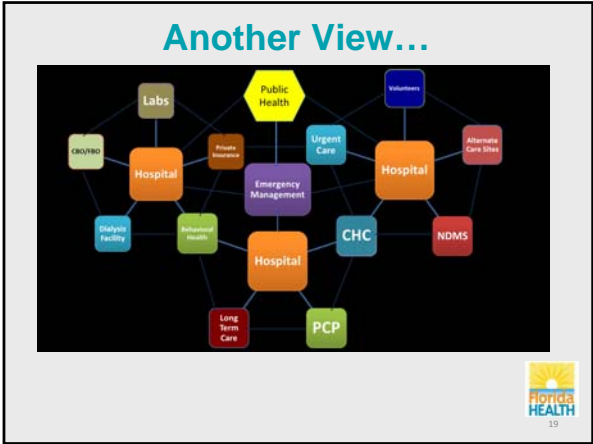 Another View…
Labs
Public
Health
Volunteers
CBO/FBO
Private
Insurance
Urgent
Care
Alternate
Care Sites
Hospital
Emergency
Management
Hospital
Dialysis
Facility
Behavioral
Health
CHC
NDMS
Hospital
Long
Term
Care
PCP
Florida
HEALTH
19